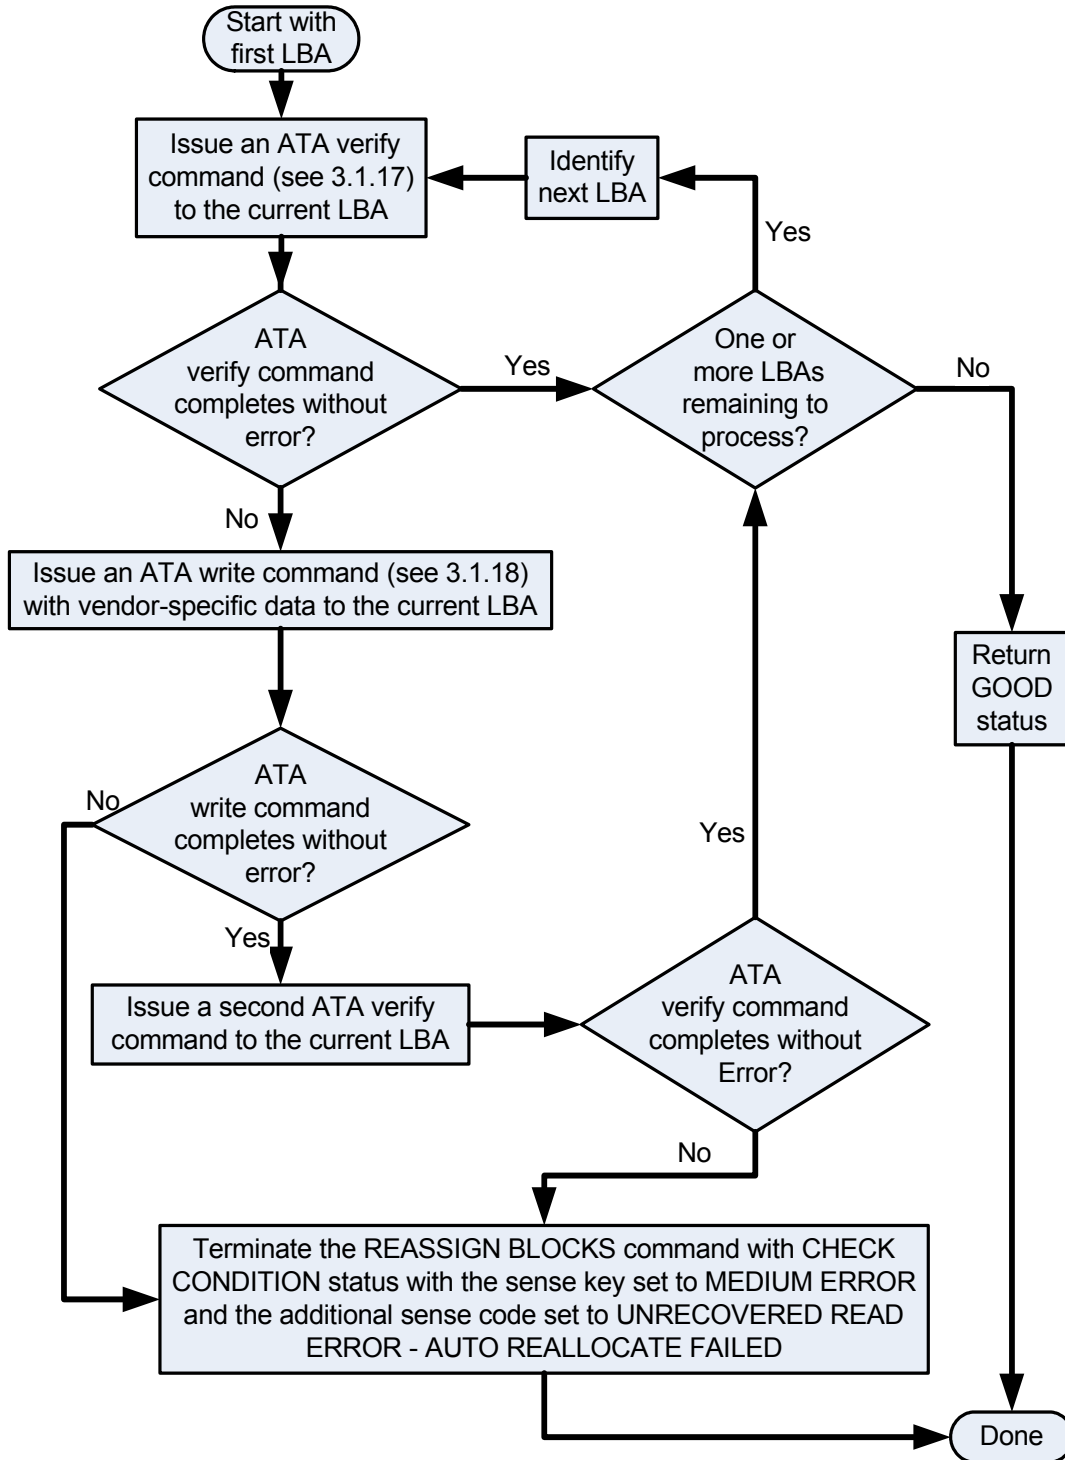 Start with
first LBA
Issue an ATA verify
command (see 3.1.17)
to the current LBA
Identify
next LBA
Yes
ATA
verify command
completes without
error?
Yes
One or
more LBAs
remaining to
process?
No
No
Issue an ATA write command (see 3.1.18)
with vendor-specific data to the current LBA
Return
GOOD
status
ATA
write command
completes without
error?
No
Yes
Yes
Issue a second ATA verify
command to the current LBA
ATA
verify command
completes without
Error?
No
Terminate the REASSIGN BLOCKS command with CHECK
CONDITION status with the sense key set to MEDIUM ERROR
and the additional sense code set to UNRECOVERED READ
ERROR - AUTO REALLOCATE FAILED
Done